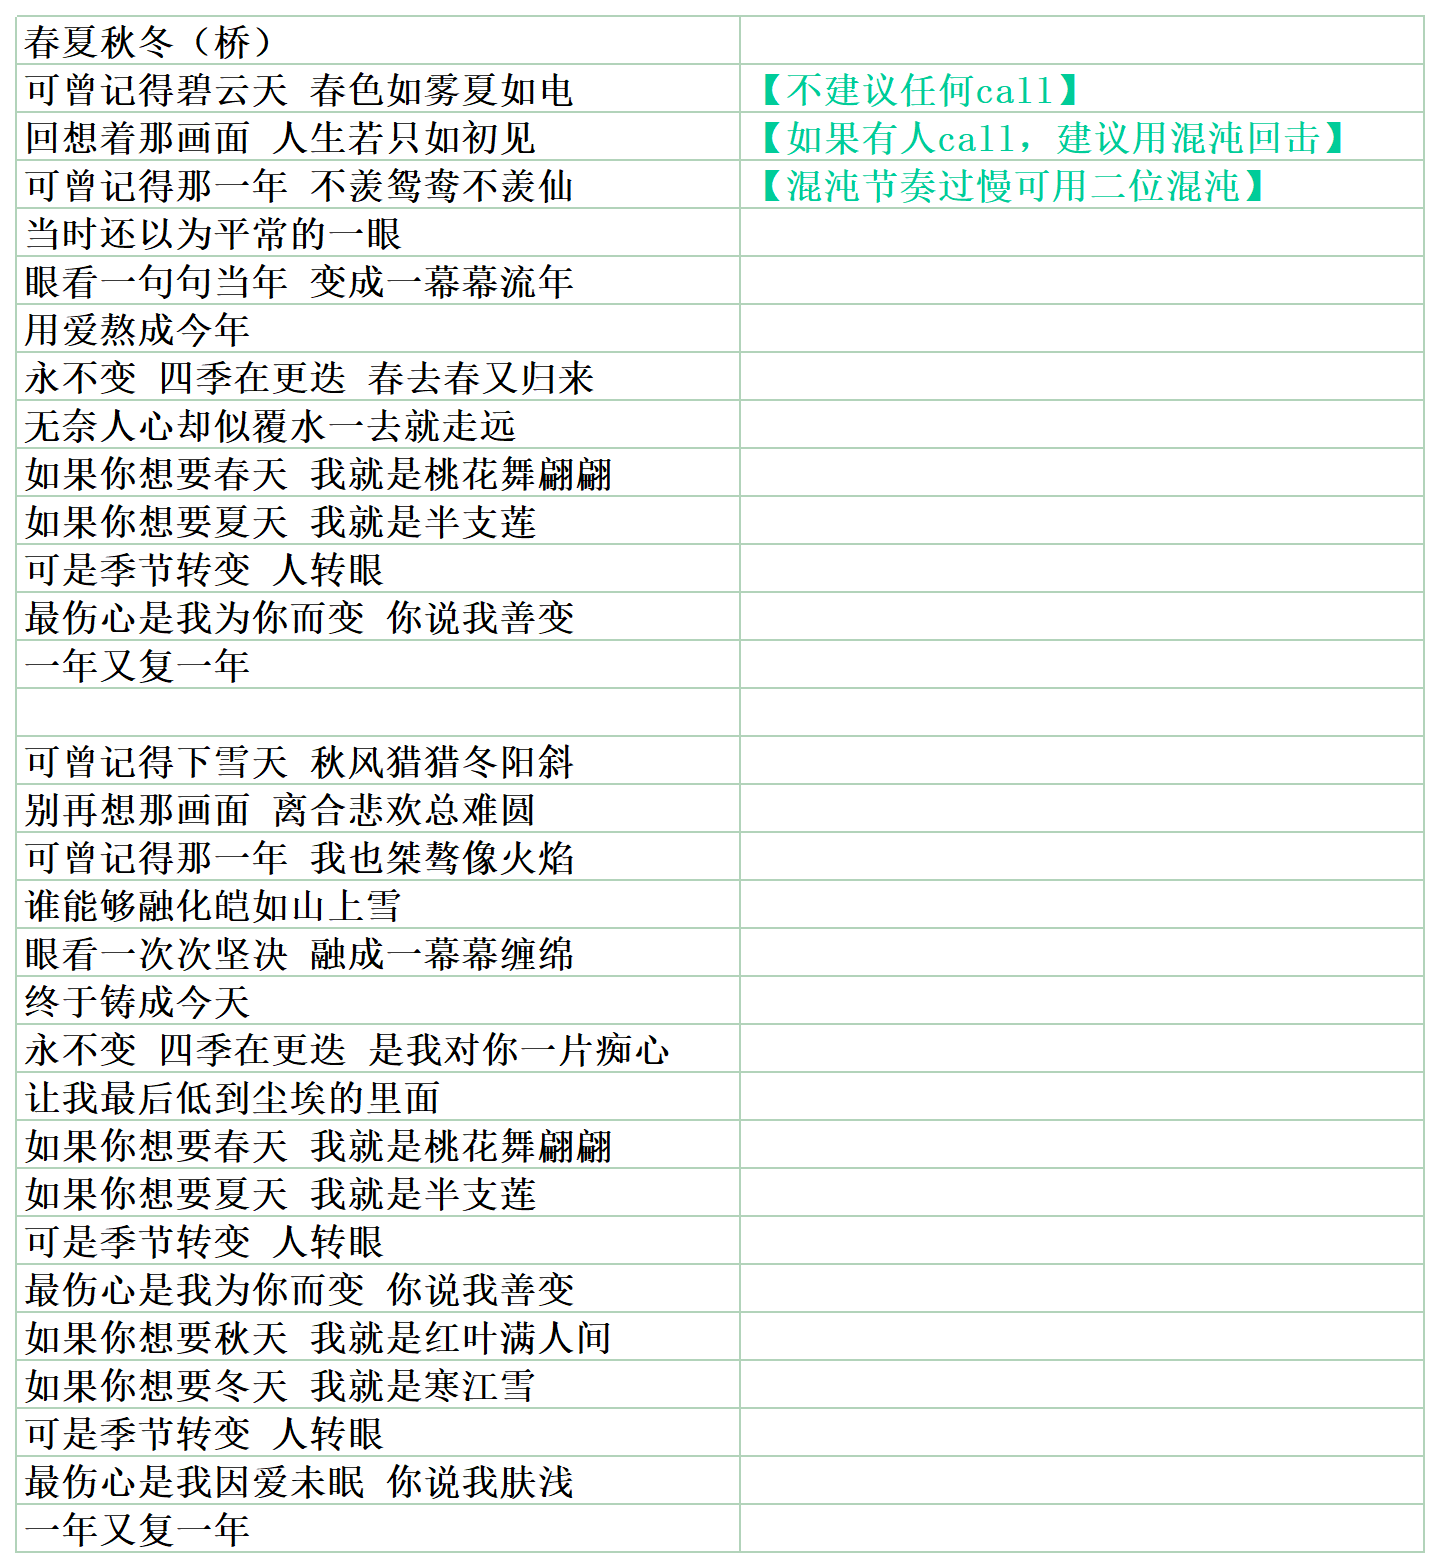 春夏秋冬（桥）
可曾记得碧云天 春色如雾夏如电 【不建议任何call】
回想着那画面 人生若只如初见 【如果有人call，建议用混沌回击】
可曾记得那一年 不羡鸳鸯不羡仙 【混沌节奏过慢可用二位混沌】
当时还以为平常的一眼
眼看一句句当年 变成一幕幕流年
用爱熬成今年
永不变 四季在更迭 春去春又归来
无奈人心却似覆水一去就走远
如果你想要春天 我就是桃花舞翩翩
如果你想要夏天 我就是半支莲
可是季节转变 人转眼
最伤心是我为你而变 你说我善变
一年又复一年
可曾记得下雪天 秋风猎猎冬阳斜
别再想那画面 离合悲欢总难圆
可曾记得那一年 我也桀骜像火焰
谁能够融化皑如山上雪
眼看一次次坚决 融成一幕幕缠绵
终于铸成今天
永不变 四季在更迭 是我对你一片痴心
让我最后低到尘埃的里面
如果你想要春天 我就是桃花舞翩翩
如果你想要夏天 我就是半支莲
可是季节转变 人转眼
最伤心是我为你而变 你说我善变
如果你想要秋天 我就是红叶满人间
如果你想要冬天 我就是寒江雪
可是季节转变 人转眼
最伤心是我因爱未眠 你说我肤浅
一年又复一年